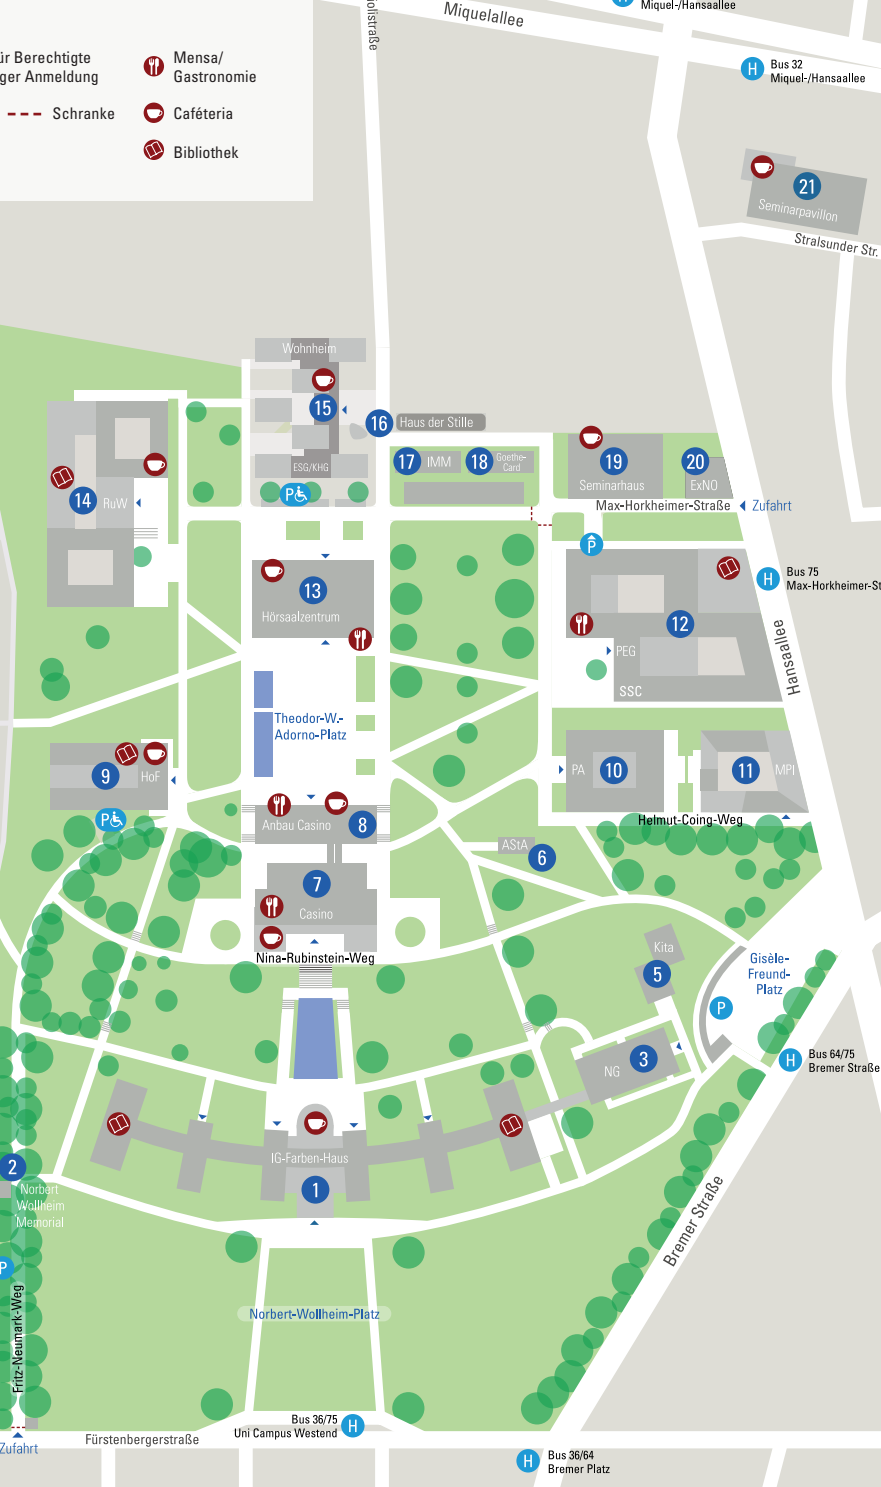 Miquelallee
Miquel-/Hansaallee
H
Bus 32
Miquel-/Hansaallee
ger Anmeldung
Berechtigte
Mensa/
Gastronomie
Schranke
Caféteria
Bibliothek
21
Seminarpavillon
Stralsunder Str.
Wohnheim
15
16
Haus der Stille
ESG/KHG
P
17
IMM
18
Goethe-
Card
19
Seminarhaus
20
ExNO
Max-Horkheimer-Straße
Zufahrt
14
RuW
P
H
Bus 75
Max-Horkheimer-St
13
Hörsaalzentrum
12
PEG
SSC
Hansaallee
Theodor-W.-
Adorno-Platz
9
HoF
P
10
PA
11
MPI
Helmut-Coing-Weg
Anbau Casino
8
AStA
6
7
Casino
Nina-Rubinstein-Weg
Kita
5
Gisèle-
Freund-
Platz
P
3
NG
H
Bus 64/75
Bremer Straße
IG-Farben-Haus
1
2
Norbert
Wollheim
Memorial
P
Fritz-Neumark-Weg
Bremer Straße
Norbert-Wollheim-Platz
Bus 36/75
Uni Campus Westend
H
Zufahrt
Fürstenbergerstraße
H
Bus 36/64
Bremer Platz